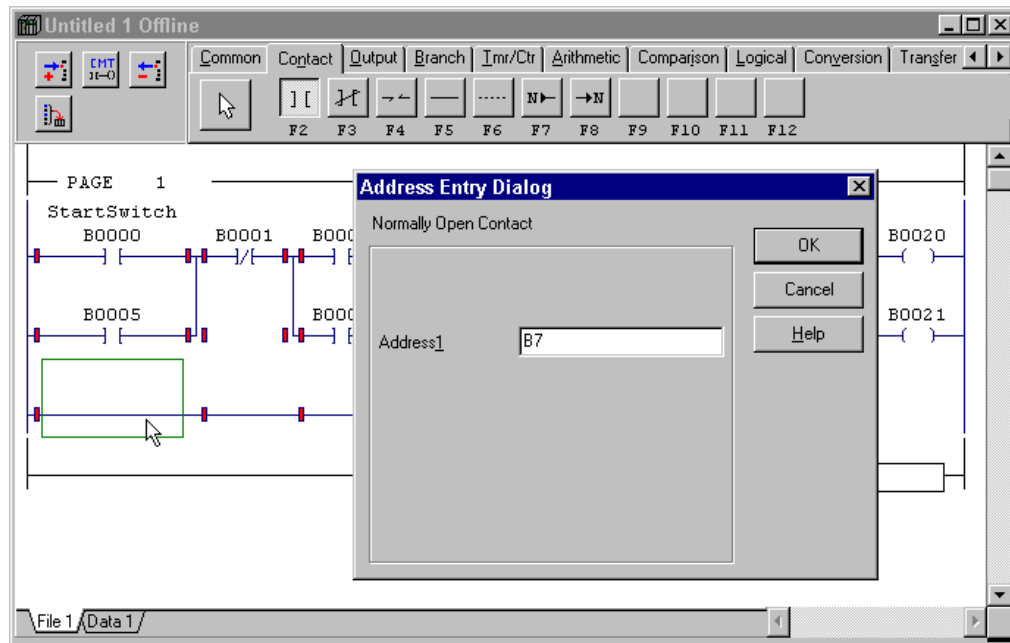 Untitled 1 Offline
CMT
Common Contact Output Branch Tmr/Ctr Arithmetic Comparison Logical Conversion Transfer
N N
F2 F3 F4 F5 F6 F7 F8 F9 F10 F11 F12
PAGE 1
StartSwitch
B0000 B0001 B0020
B0005 B0021
Address Entry Dialog
Normally Open Contact
OK
Cancel
Help
Address1 B7
File 1 Data 1